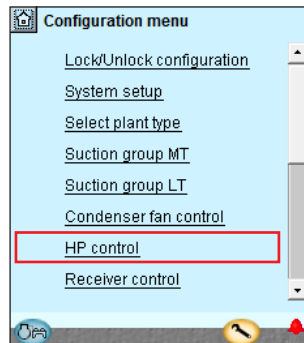 Configuration menu
Lock/Unlock configuration
System setup
Select plant type
Suction group MT
Suction group LT
Condenser fan control
HP control
Receiver control